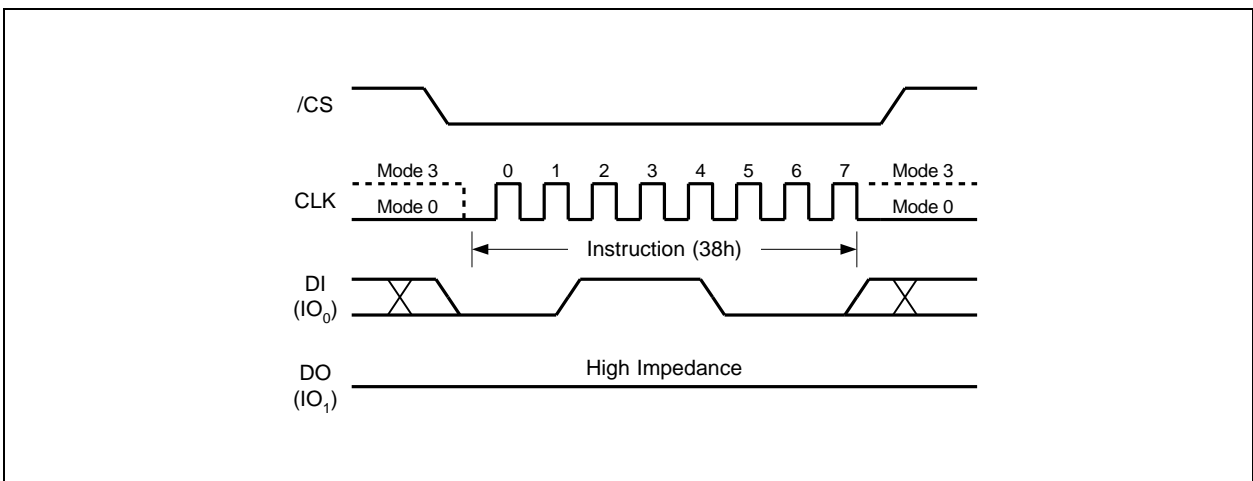 /CS
Mode 3 0 1 2 3 4 5 6 7 Mode 3
CLK
Mode 0 Mode 0
Instruction (38h)
DI
(IO₀)
High Impedance
DO
(IO₁)